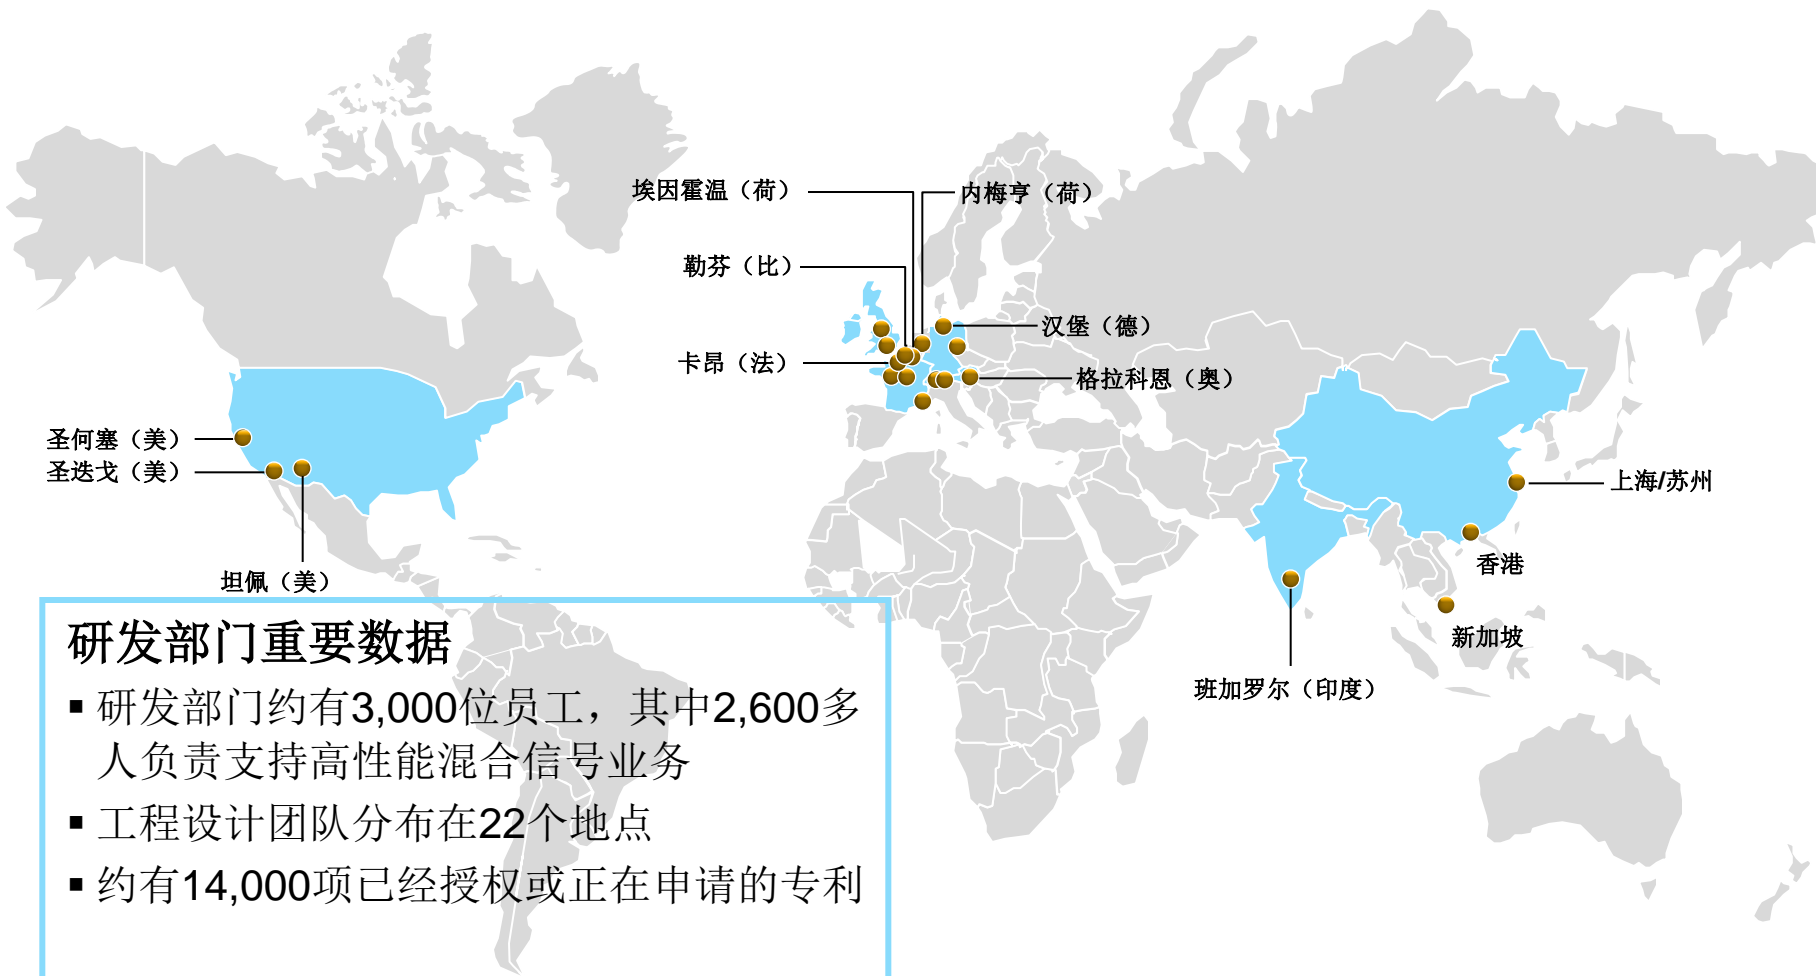 埃因霍温（荷）
内梅亨（荷）
勒芬（比）
汉堡（德）
卡昂（法）
格拉科恩（奥）
圣何塞（美）
圣迭戈（美）
上海/苏州
香港
坦佩（美）
新加坡
班加罗尔（印度）
研发部门重要数据
▪ 研发部门约有3,000位员工，其中2,600多
人负责支持高性能混合信号业务
▪ 工程设计团队分布在22个地点
▪ 约有14,000项已经授权或正在申请的专利